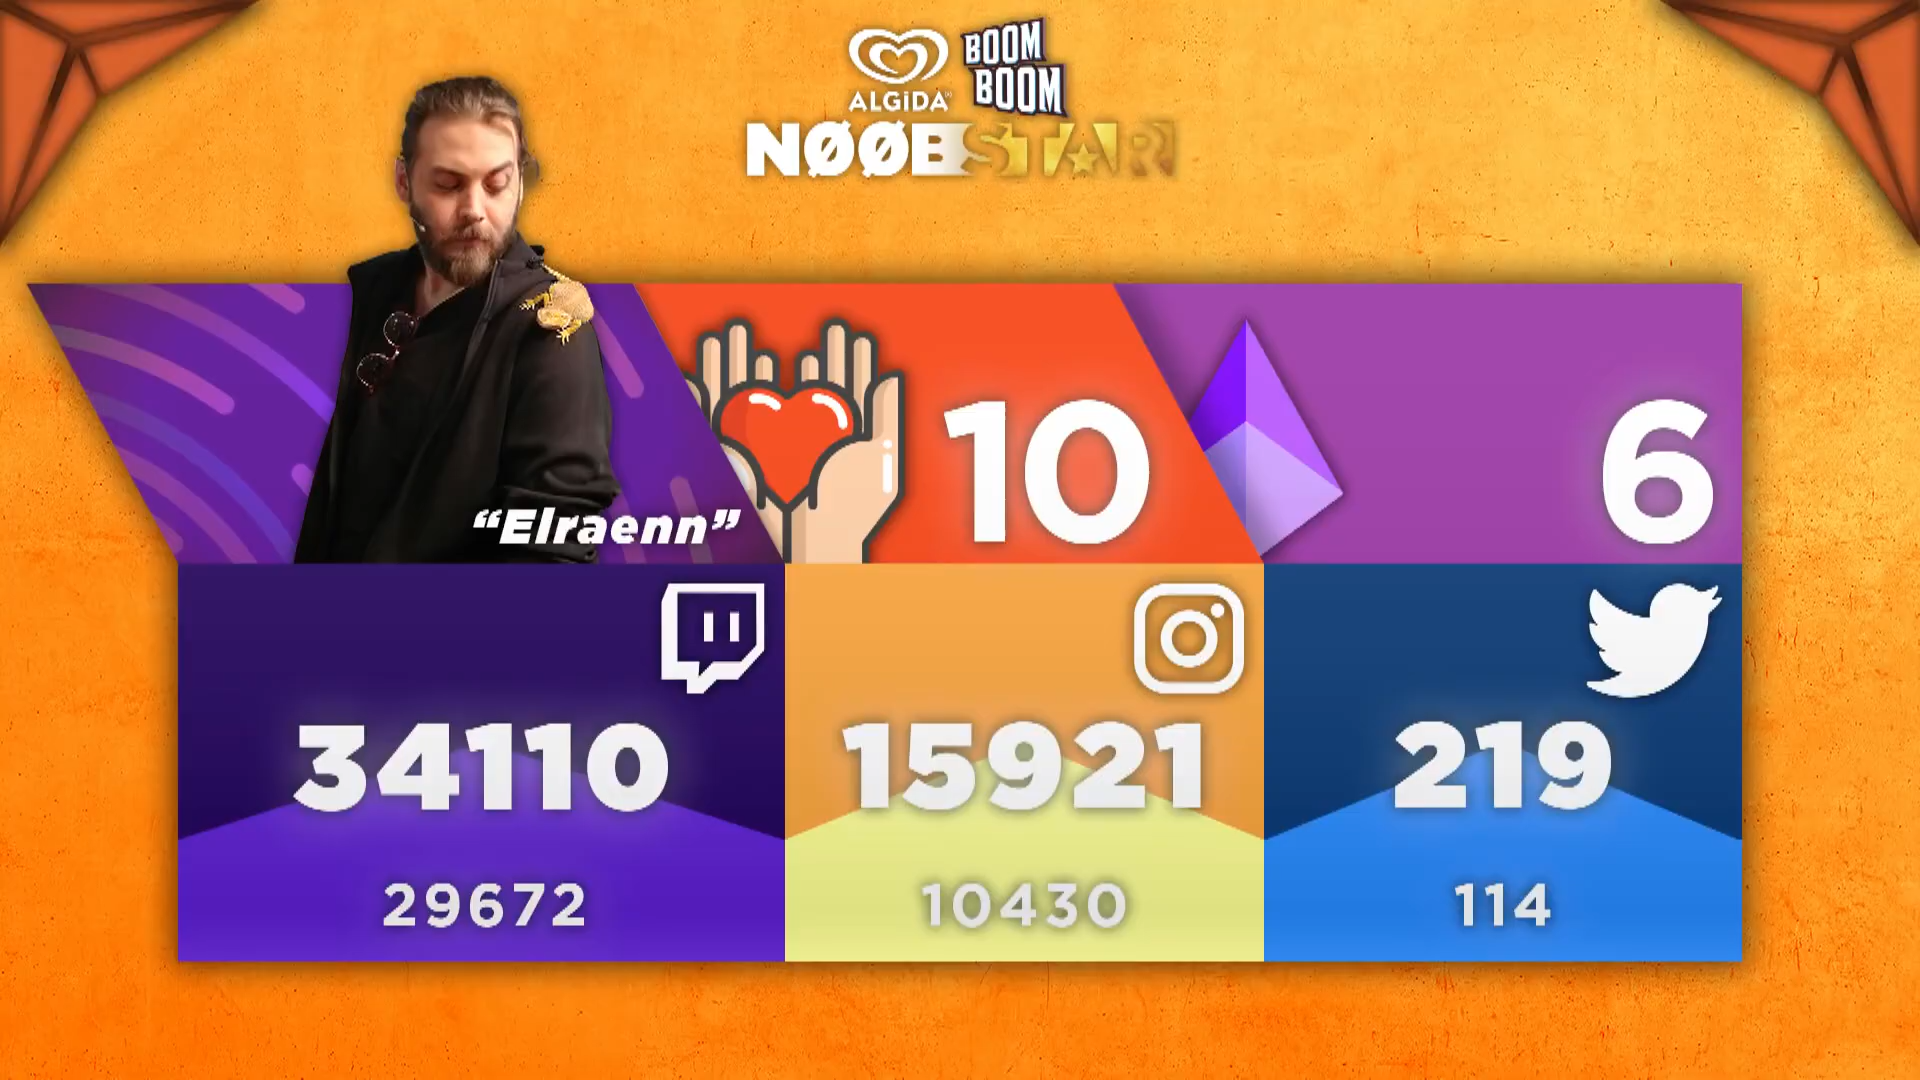 ALGiDA
BOOM
BOOM
NØØBSTAR
“Elraenn”
10
6
34110
15921
219
29672
10430
114